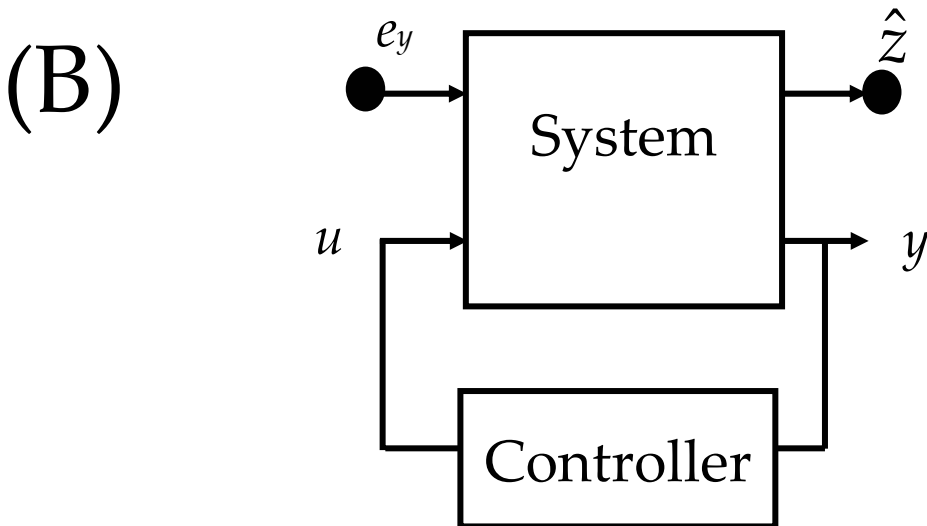 (B)
e_y
ẑ
System
u
y
Controller